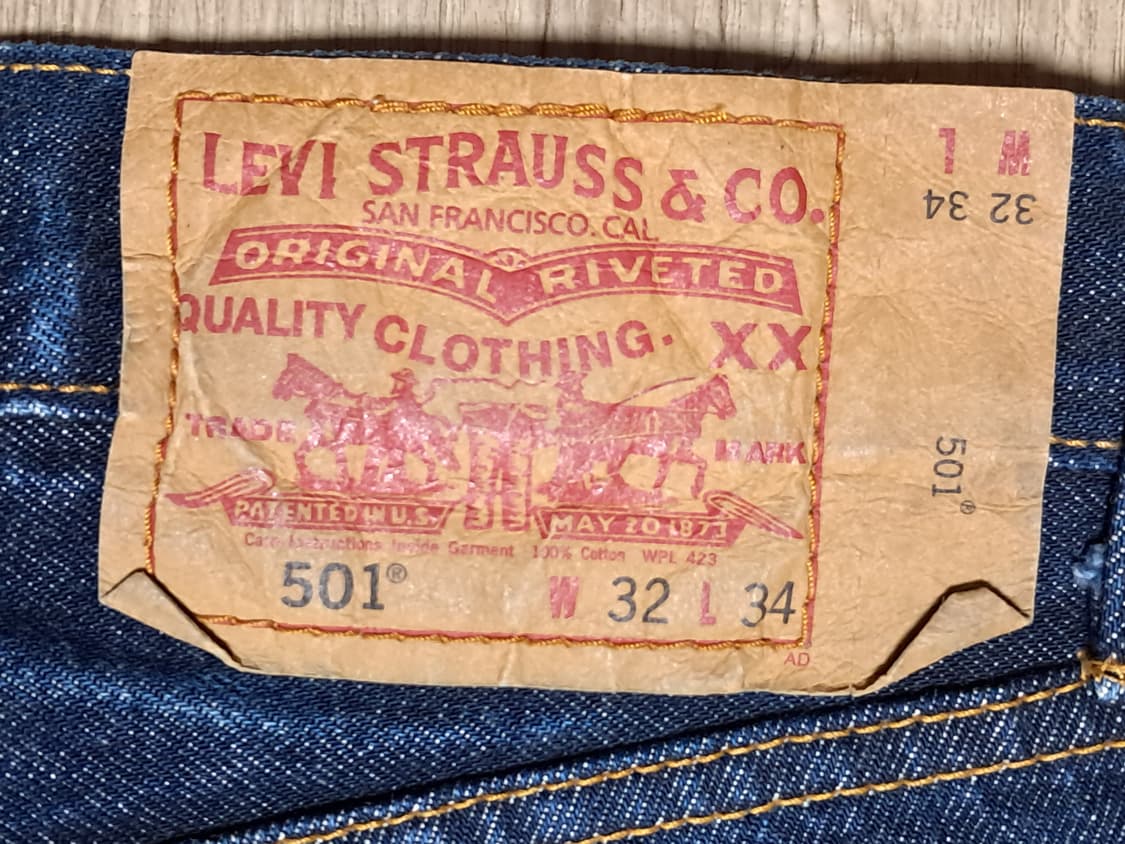 LEVI STRAUSS & CO.
SAN FRANCISCO. CAL.
ORIGINAL RIVETED
QUALITY CLOTHING. XX
TRADE MARK
PATENTED IN U.S. MAY 20 1873
Care Instructions Inside Garment 100% Cotton WPL 423
501® W 32 L 34
AD
W L
32 34
501®